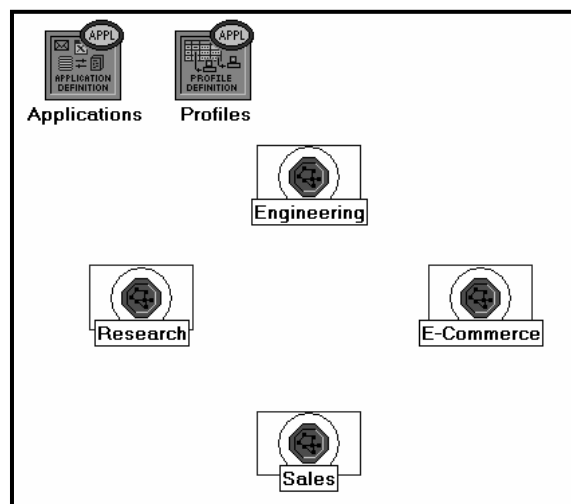 APPL
APPL
APPLICATION
DEFINITION
PROFILE
DEFINITION
Applications
Profiles
Engineering
Research
E-Commerce
Sales